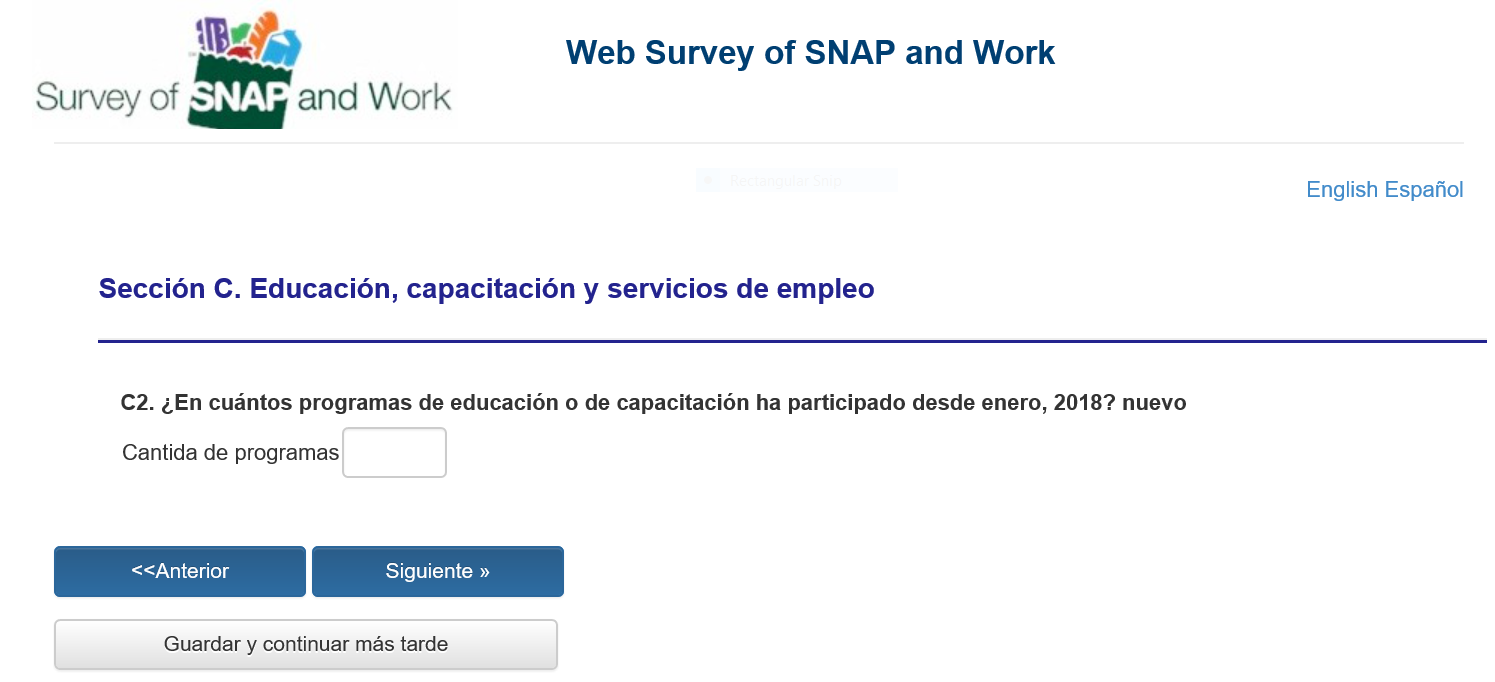 Survey of SNAP and Work
Web Survey of SNAP and Work
Rectangular Snip
English Español
Sección C. Educación, capacitación y servicios de empleo
C2. ¿En cuántos programas de educación o de capacitación ha participado desde enero, 2018? nuevo
Cantida de programas
<<Anterior
Siguiente »
Guardar y continuar más tarde